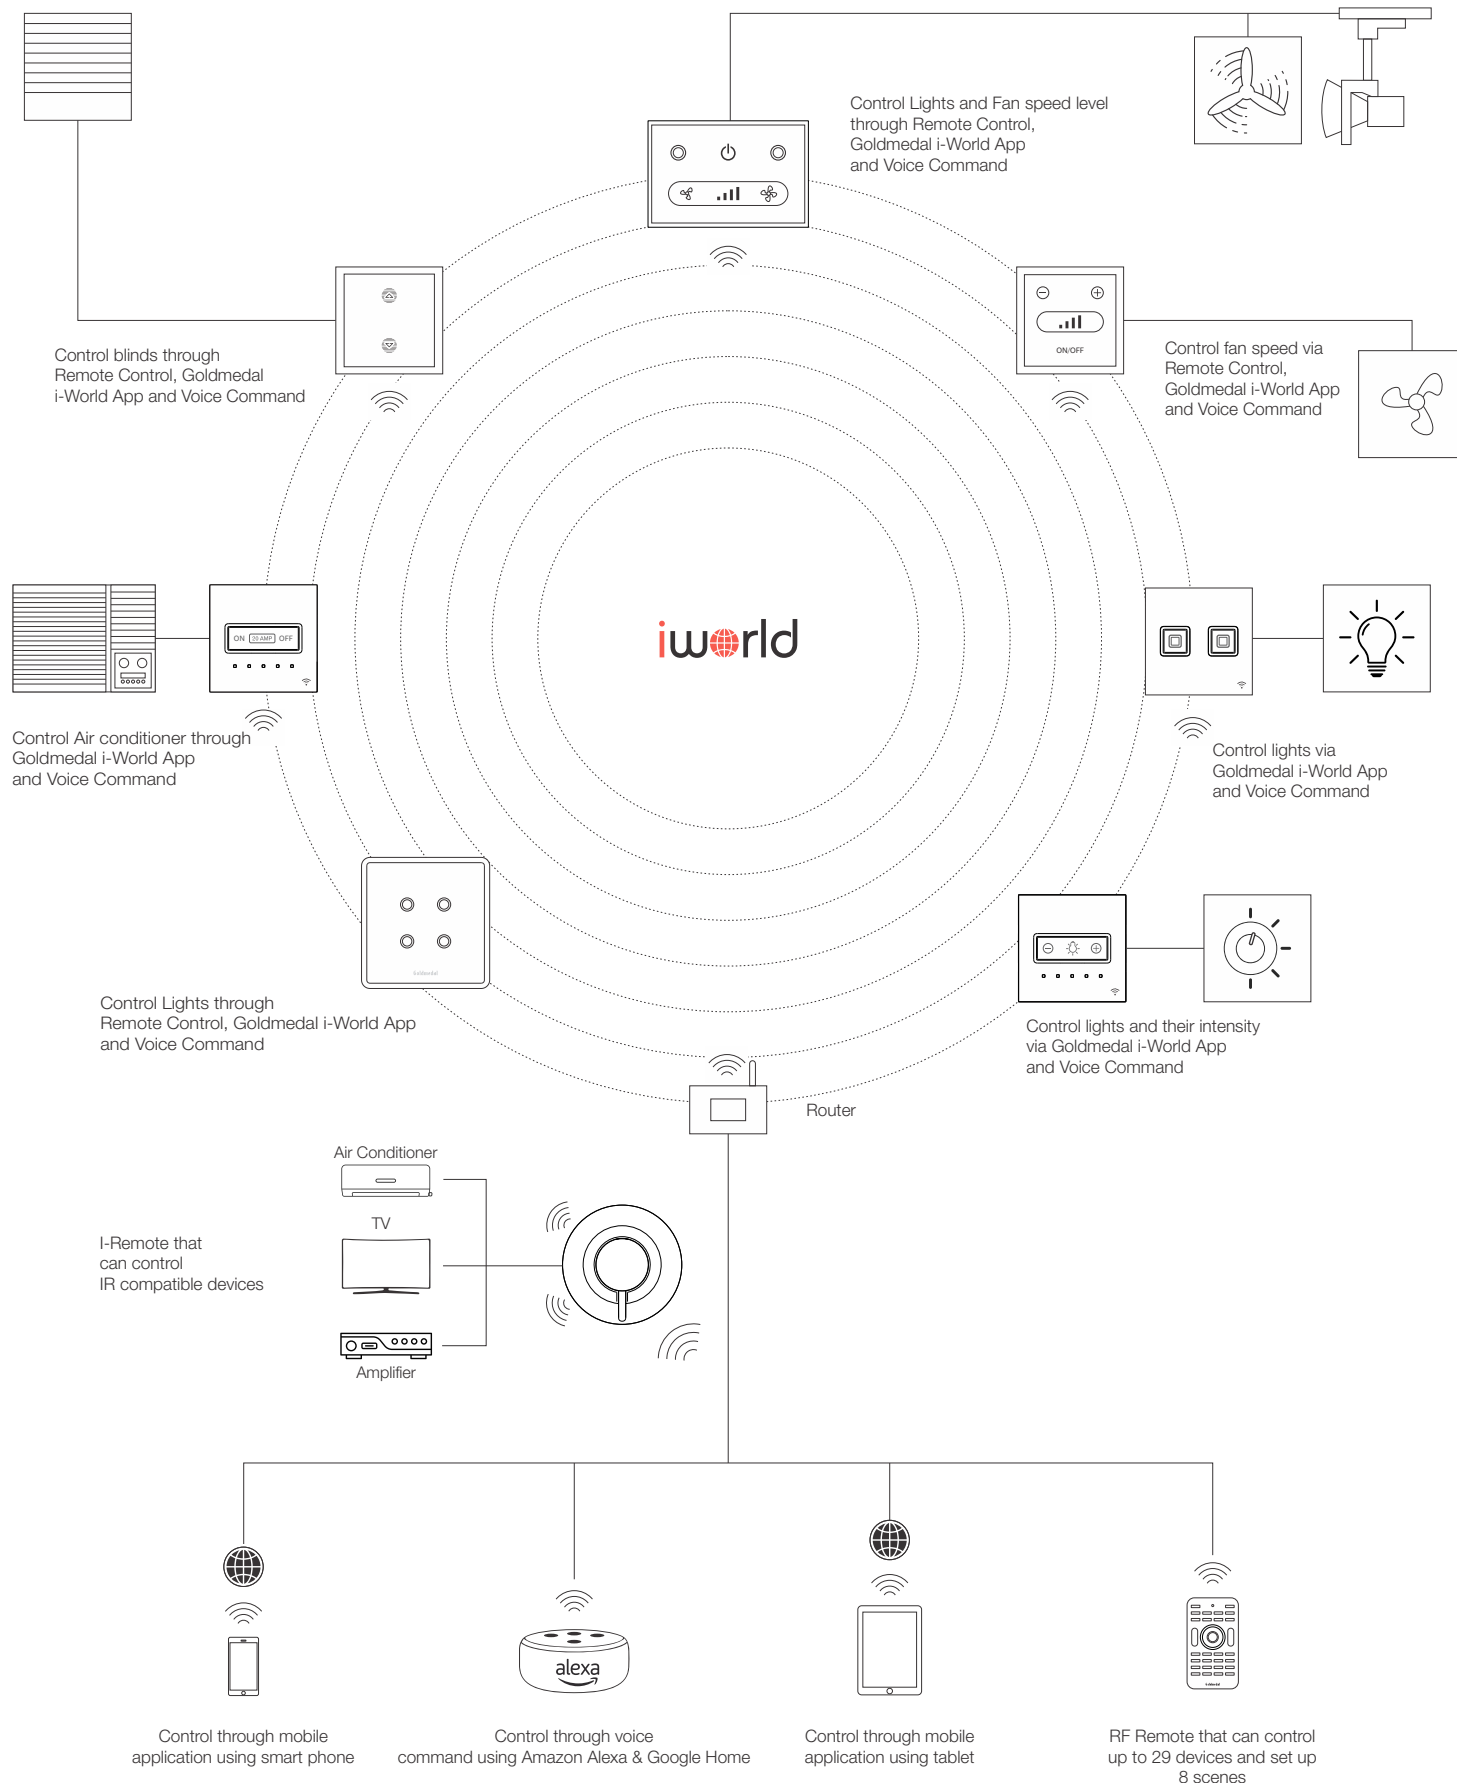 Control Lights and Fan speed level
through Remote Control,
Goldmedal i-World App
and Voice Command
Control blinds through
Remote Control, Goldmedal
i-World App and Voice Command
ON/OFF
Control fan speed via
Remote Control,
Goldmedal i-World App
and Voice Command
ON 20 AMP OFF
iworld
Control Air conditioner through
Goldmedal i-World App
and Voice Command
Control lights via
Goldmedal i-World App
and Voice Command
Goldmedal
Control Lights through
Remote Control, Goldmedal i-World App
and Voice Command
Control lights and their intensity
via Goldmedal i-World App
and Voice Command
Router
Air Conditioner
TV
I-Remote that
can control
IR compatible devices
Amplifier
alexa
Control through mobile
application using smart phone
Control through voice
command using Amazon Alexa & Google Home
Control through mobile
application using tablet
Goldmedal
RF Remote that can control
up to 29 devices and set up
8 scenes